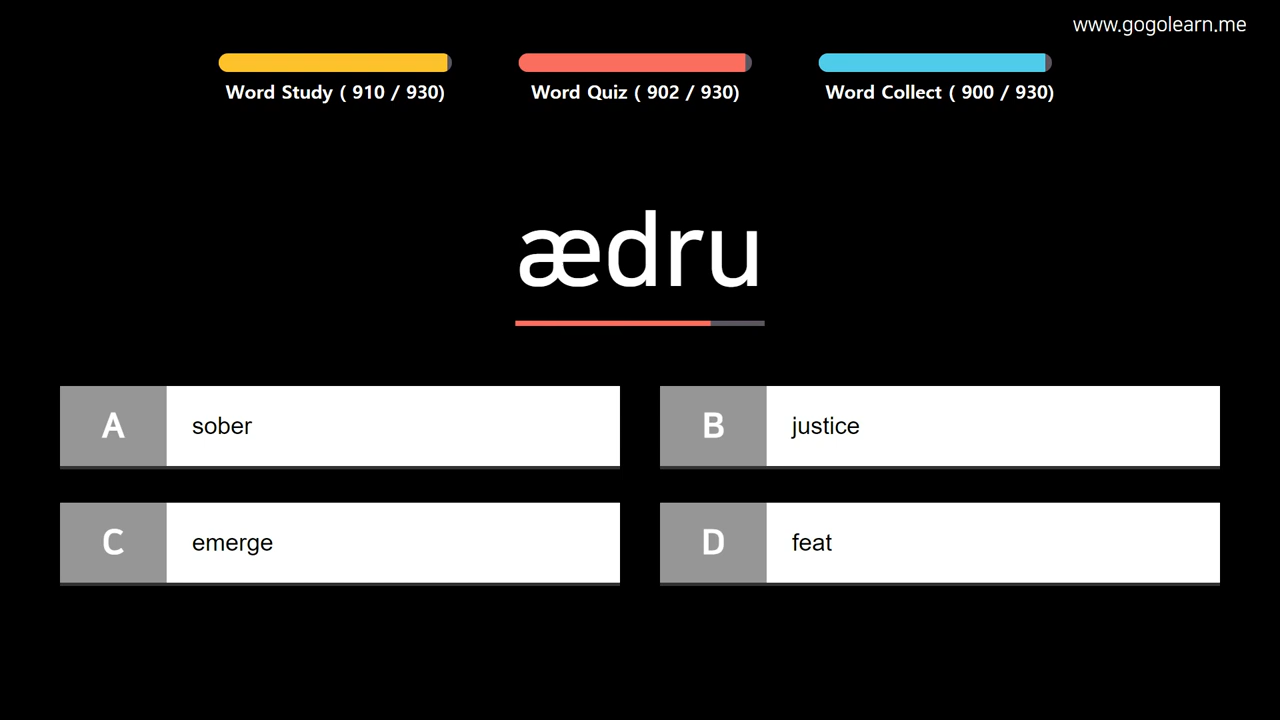 www.gogolearn.me
Word Study ( 910 / 930)
Word Quiz ( 902 / 930)
Word Collect ( 900 / 930)
ædru
A sober
B justice
C emerge
D feat